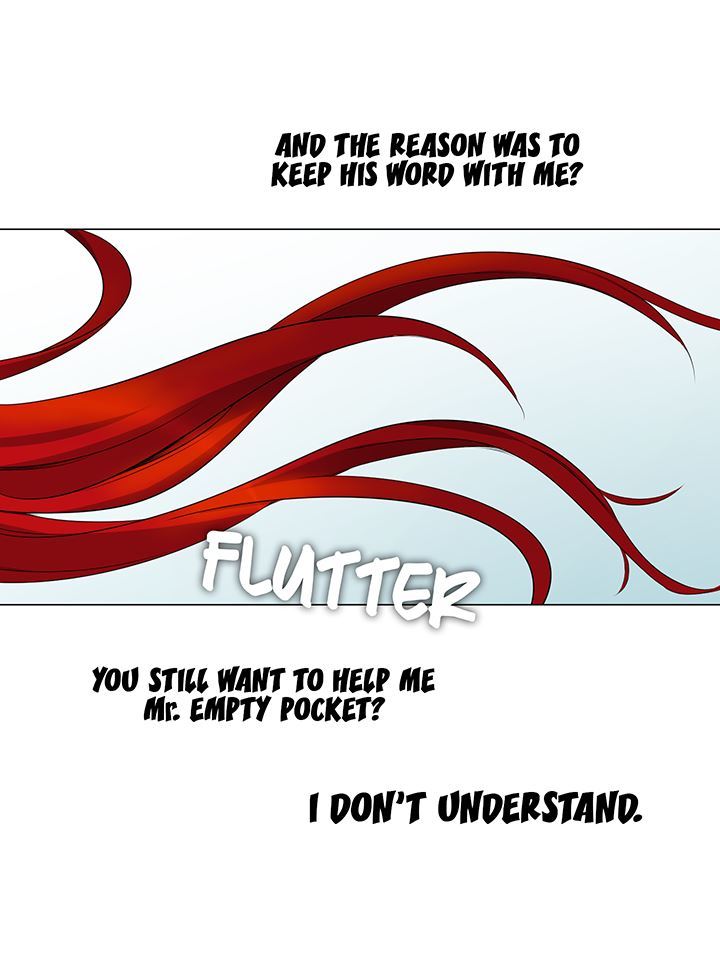 AND THE REASON WAS TO
KEEP HIS WORD WITH ME?
FLUTTER
YOU STILL WANT TO HELP ME
Mr. EMPTY POCKET?
I DON'T UNDERSTAND.